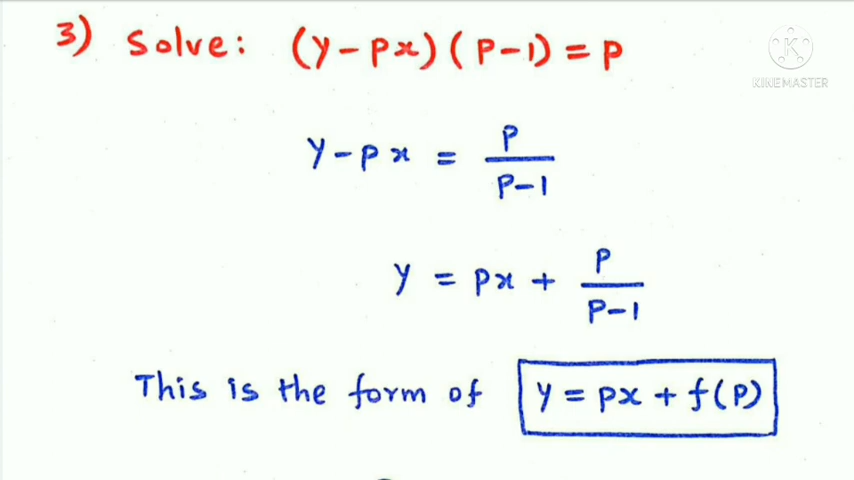 3) Solve: (y-px)(P-1)=P
K
KINEMASTER
y-px = P/P-1
y = px + P/P-1
This is the form of y = px + f(P)